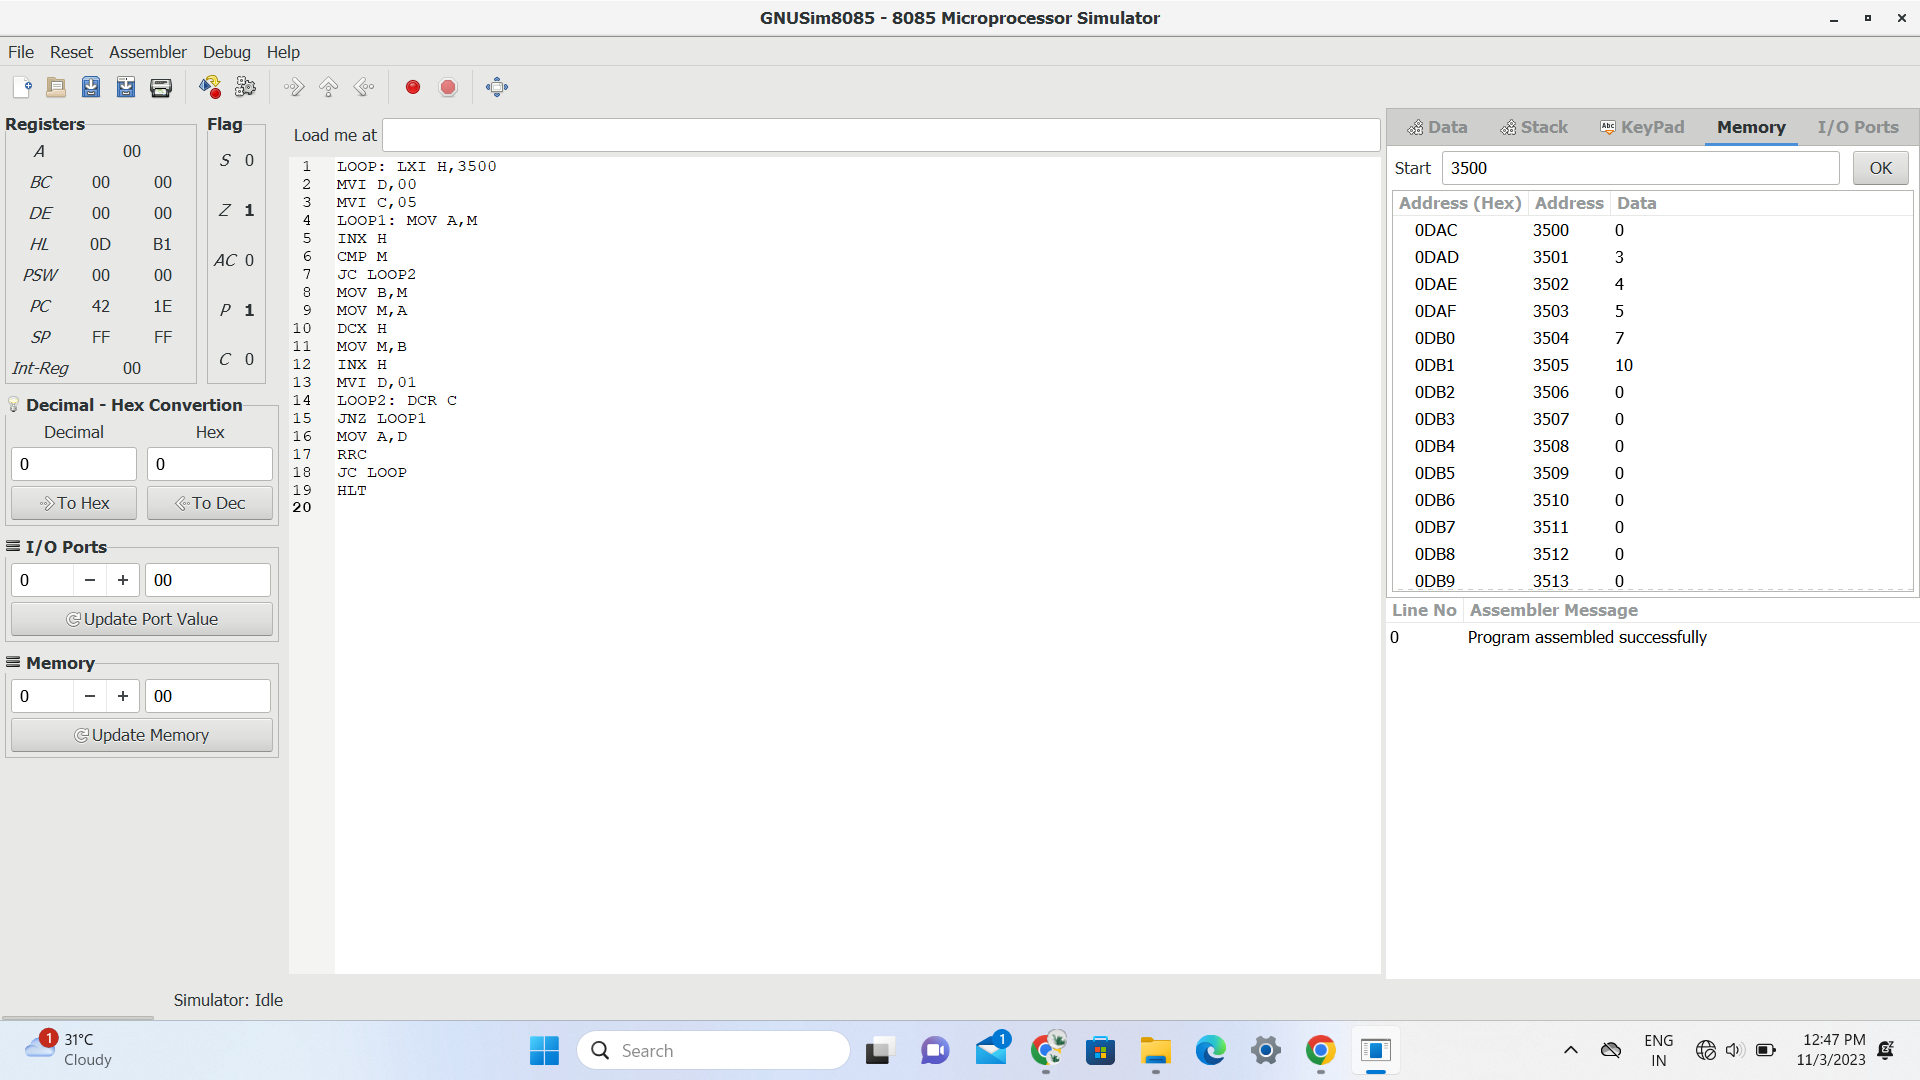 GNUSim8085 - 8085 Microprocessor Simulator
File Reset Assembler Debug Help
Registers
A 00
BC 00 00
DE 00 00
HL 0D B1
PSW 00 00
PC 42 1E
SP FF FF
Int-Reg 00
Flag
S 0
Z 1
AC 0
P 1
C 0
Decimal - Hex Convertion
Decimal Hex
0 0
To Hex To Dec
I/O Ports
0 − + 00
Update Port Value
Memory
0 − + 00
Update Memory
Load me at
1 LOOP: LXI H,3500
2 MVI D,00
3 MVI C,05
4 LOOP1: MOV A,M
5 INX H
6 CMP M
7 JC LOOP2
8 MOV B,M
9 MOV M,A
10 DCX H
11 MOV M,B
12 INX H
13 MVI D,01
14 LOOP2: DCR C
15 JNZ LOOP1
16 MOV A,D
17 RRC
18 JC LOOP
19 HLT
20
Data Stack Abc KeyPad Memory I/O Ports
Start 3500 OK
Address (Hex) Address Data
0DAC 3500 0
0DAD 3501 3
0DAE 3502 4
0DAF 3503 5
0DB0 3504 7
0DB1 3505 10
0DB2 3506 0
0DB3 3507 0
0DB4 3508 0
0DB5 3509 0
0DB6 3510 0
0DB7 3511 0
0DB8 3512 0
0DB9 3513 0
Line No Assembler Message
0 Program assembled successfully
Simulator: Idle
1 31°C
Cloudy
Search
1
ENG
IN
12:47 PM
11/3/2023